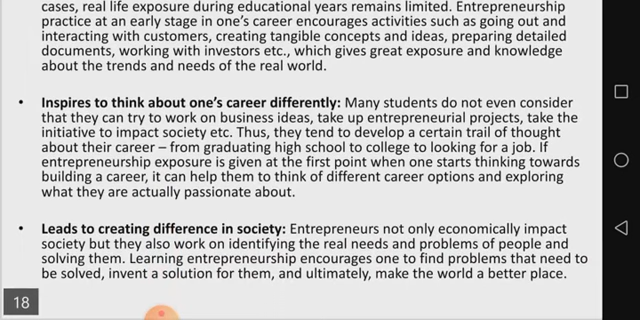 cases, real life exposure during educational years remains limited. Entrepreneurship
practice at an early stage in one's career encourages activities such as going out and
interacting with customers, creating tangible concepts and ideas, preparing detailed
documents, working with investors etc., which gives great exposure and knowledge
about the trends and needs of the real world.
• Inspires to think about one's career differently: Many students do not even consider
that they can try to work on business ideas, take up entrepreneurial projects, take the
initiative to impact society etc. Thus, they tend to develop a certain trail of thought
about their career – from graduating high school to college to looking for a job. If
entrepreneurship exposure is given at the first point when one starts thinking towards
building a career, it can help them to think of different career options and exploring
what they are actually passionate about.
• Leads to creating difference in society: Entrepreneurs not only economically impact
society but they also work on identifying the real needs and problems of people and
solving them. Learning entrepreneurship encourages one to find problems that need to
be solved, invent a solution for them, and ultimately, make the world a better place.
18